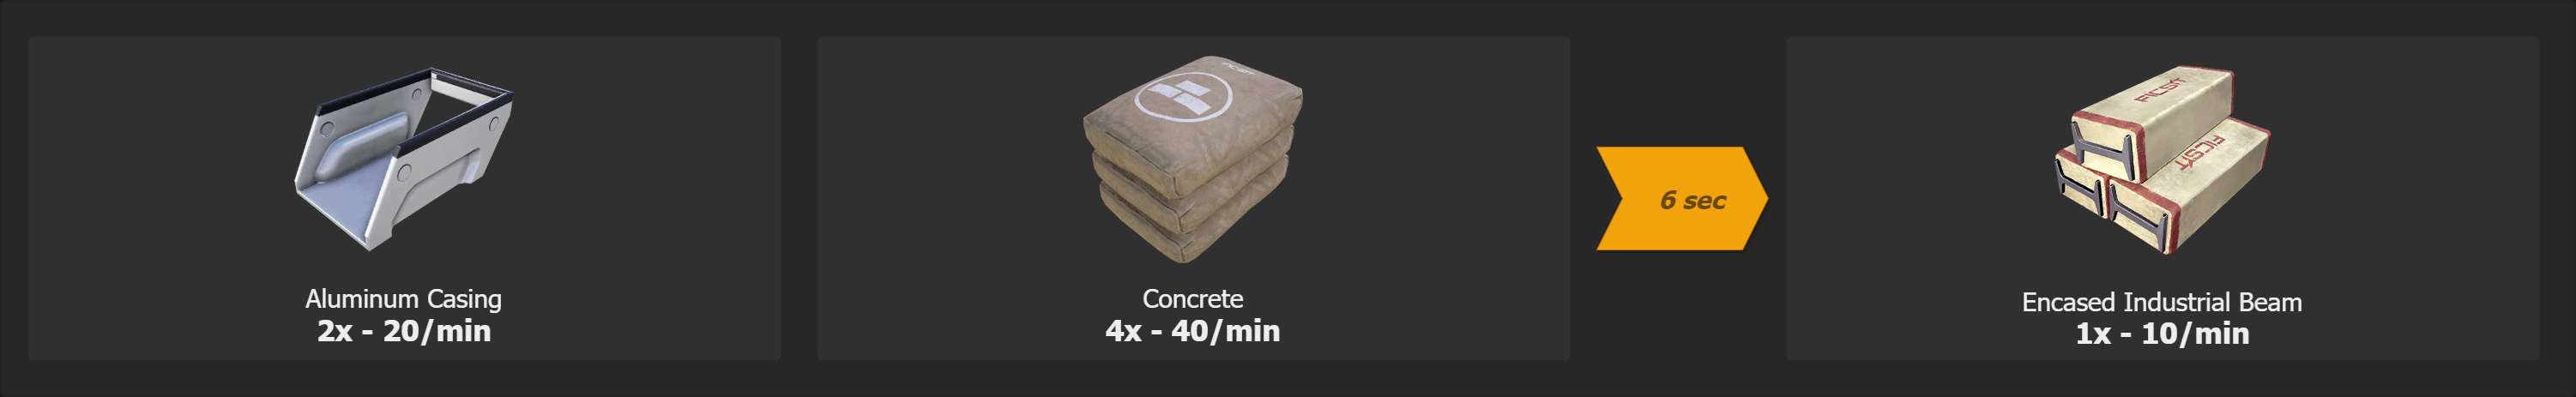 Aluminum Casing
2x - 20/min
FICSIT
Concrete
4x - 40/min
6 sec
FICSIT
FICSIT
Encased Industrial Beam
1x - 10/min